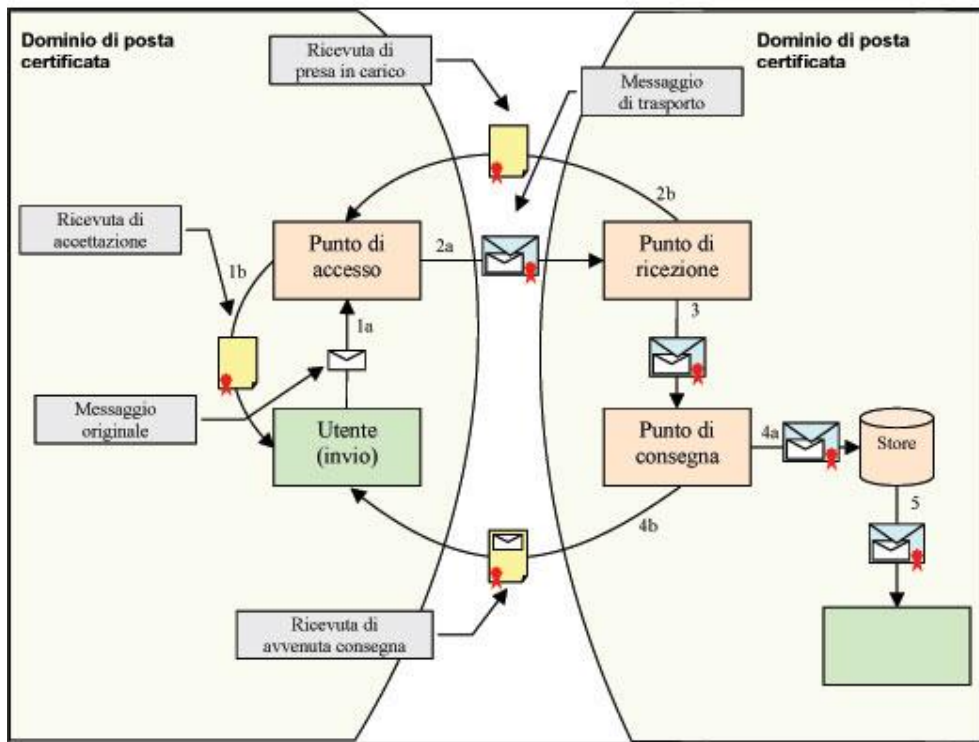 Dominio di posta
certificata
Ricevuta di
presa in carico
Messaggio
di trasporto
Dominio di posta
certificata
Ricevuta di
accettazione
1b
Punto di
accesso
2a
2b
Punto di
ricezione
1a
3
Messaggio
originale
Utente
(invio)
Punto di
consegna
4a
Store
4b
5
Ricevuta di
avvenuta consegna